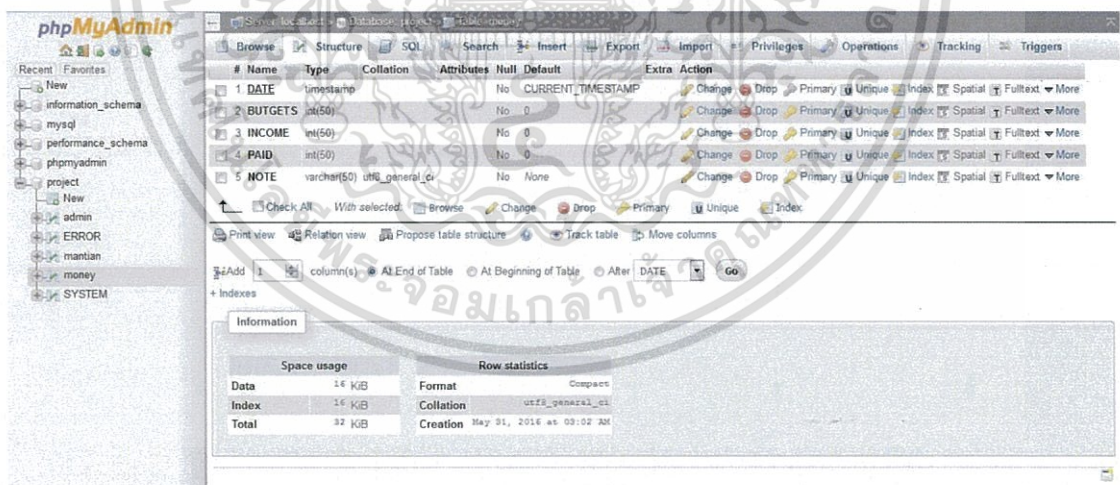 phpMyAdmin
Server: localhost » Database: project » Table: money
Browse Structure SQL Search Insert Export Import Privileges Operations Tracking Triggers
Recent Favorites
New
information_schema
mysql
performance_schema
phpmyadmin
project
New
admin
ERROR
mantian
money
SYSTEM
# Name Type Collation Attributes Null Default Extra Action
1 DATE timestamp No CURRENT_TIMESTAMP Change Drop Primary Unique Index Spatial Fulltext More
2 BUTGETS int(50) No 0 Change Drop Primary Unique Index Spatial Fulltext More
3 INCOME int(50) No 0 Change Drop Primary Unique Index Spatial Fulltext More
4 PAID int(50) No 0 Change Drop Primary Unique Index Spatial Fulltext More
5 NOTE varchar(50) utf8_general_ci No None Change Drop Primary Unique Index Spatial Fulltext More
Check All With selected: Browse Change Drop Primary Unique Index
Print view Relation view Propose table structure Track table Move columns
Add 1 column(s) At End of Table At Beginning of Table After DATE Go
+ Indexes
Information
Space usage
Data 16 KiB
Index 16 KiB
Total 32 KiB
Row statistics
Format Compact
Collation utf8_general_ci
Creation May 31, 2016 at 03:02 AM